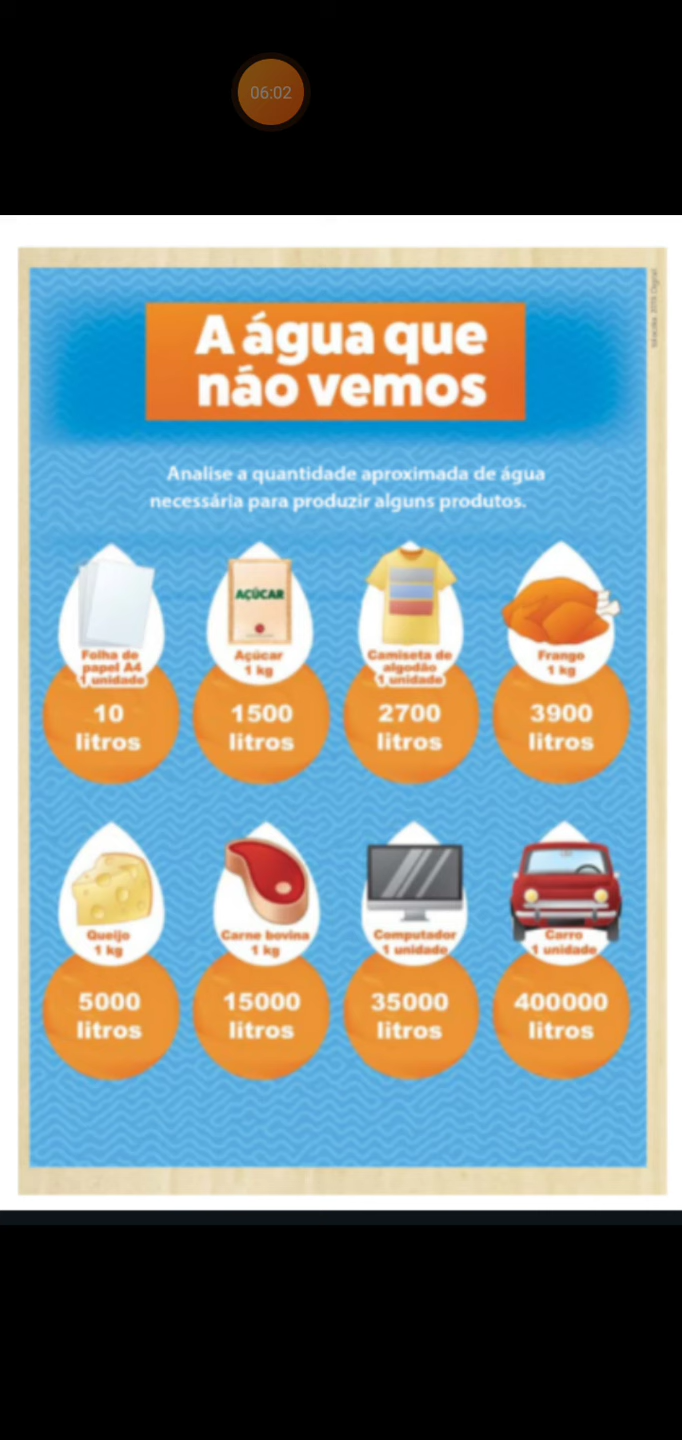 06:02
A água que
náo vemos
Analise a quantidade aproximada de água
necessária para produzir alguns produtos.
Folha de
papel A4
1 unidade
10
litros
AÇÚCAR
Açúcar
1 kg
1500
litros
Camiseta de
algodão
1 unidade
2700
litros
Frango
1 kg
3900
litros
Queijo
1 kg
5000
litros
Carne bovina
1 kg
15000
litros
Computador
1 unidade
35000
litros
Carro
1 unidade
400000
litros